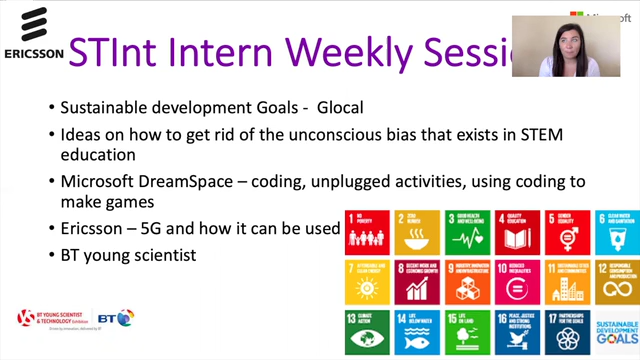 ERICSSON
STInt Intern Weekly Sessi
Microsoft
• Sustainable development Goals - Glocal
• Ideas on how to get rid of the unconscious bias that exists in STEM
education
• Microsoft DreamSpace – coding, unplugged activities, using coding to
make games
• Ericsson – 5G and how it can be used
• BT young scientist
BT YOUNG SCIENTIST
& TECHNOLOGY
BT
1 NO POVERTY
2 ZERO HUNGER
3 GOOD HEALTH AND WELL-BEING
4 QUALITY EDUCATION
5 GENDER EQUALITY
6 CLEAN WATER AND SANITATION
7 AFFORDABLE AND CLEAN ENERGY
8 DECENT WORK AND ECONOMIC GROWTH
9 INDUSTRY, INNOVATION AND INFRASTRUCTURE
10 REDUCED INEQUALITIES
11 SUSTAINABLE CITIES AND COMMUNITIES
12 RESPONSIBLE CONSUMPTION & PRODUCTION
13 CLIMATE ACTION
14 LIFE BELOW WATER
15 LIFE ON LAND
16 PEACE, JUSTICE AND STRONG INSTITUTIONS
17 PARTNERSHIPS FOR THE GOALS
SUSTAINABLE
DEVELOPMENT
GOALS